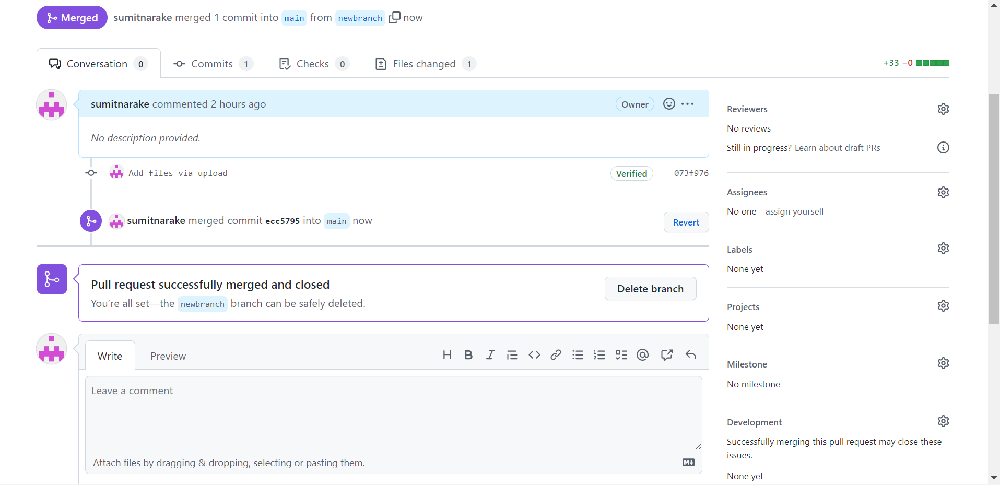 Merged sumitnarake merged 1 commit into main from newbranch now
Conversation 0 Commits 1 Checks 0 Files changed 1 +33 −0
sumitnarake commented 2 hours ago Owner
No description provided.
Add files via upload Verified 073f976
sumitnarake merged commit ecc5795 into main now Revert
Pull request successfully merged and closed
You’re all set—the newbranch branch can be safely deleted.
Delete branch
Write Preview
Leave a comment
Attach files by dragging & dropping, selecting or pasting them.
Reviewers
No reviews
Still in progress? Learn about draft PRs
Assignees
No one—assign yourself
Labels
None yet
Projects
None yet
Milestone
No milestone
Development
Successfully merging this pull request may close these
issues.
None yet